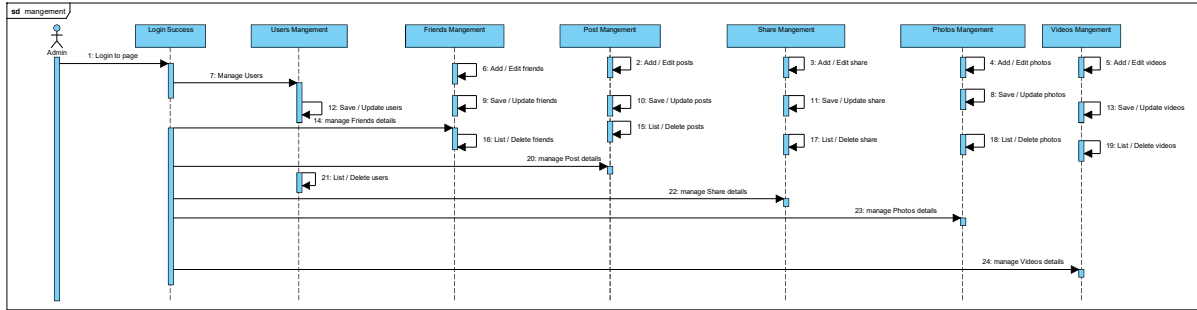 sd mangement
Login Success
Users Mangement
Friends Mangement
Post Mangement
Share Mangement
Photos Mangement
Videos Mangement
Admin
1: Login to page
6: Add / Edit friends
2: Add / Edit posts
3: Add / Edit share
4: Add / Edit photos
5: Add / Edit videos
7: Manage Users
12: Save / Update users
9: Save / Update friends
10: Save / Update posts
11: Save / Update share
8: Save / Update photos
13: Save / Update videos
14: manage Friends details
15: List / Delete posts
16: List / Delete friends
17: List / Delete share
18: List / Delete photos
19: List / Delete videos
20: manage Post details
21: List / Delete users
22: manage Share details
23: manage Photos details
24: manage Videos details